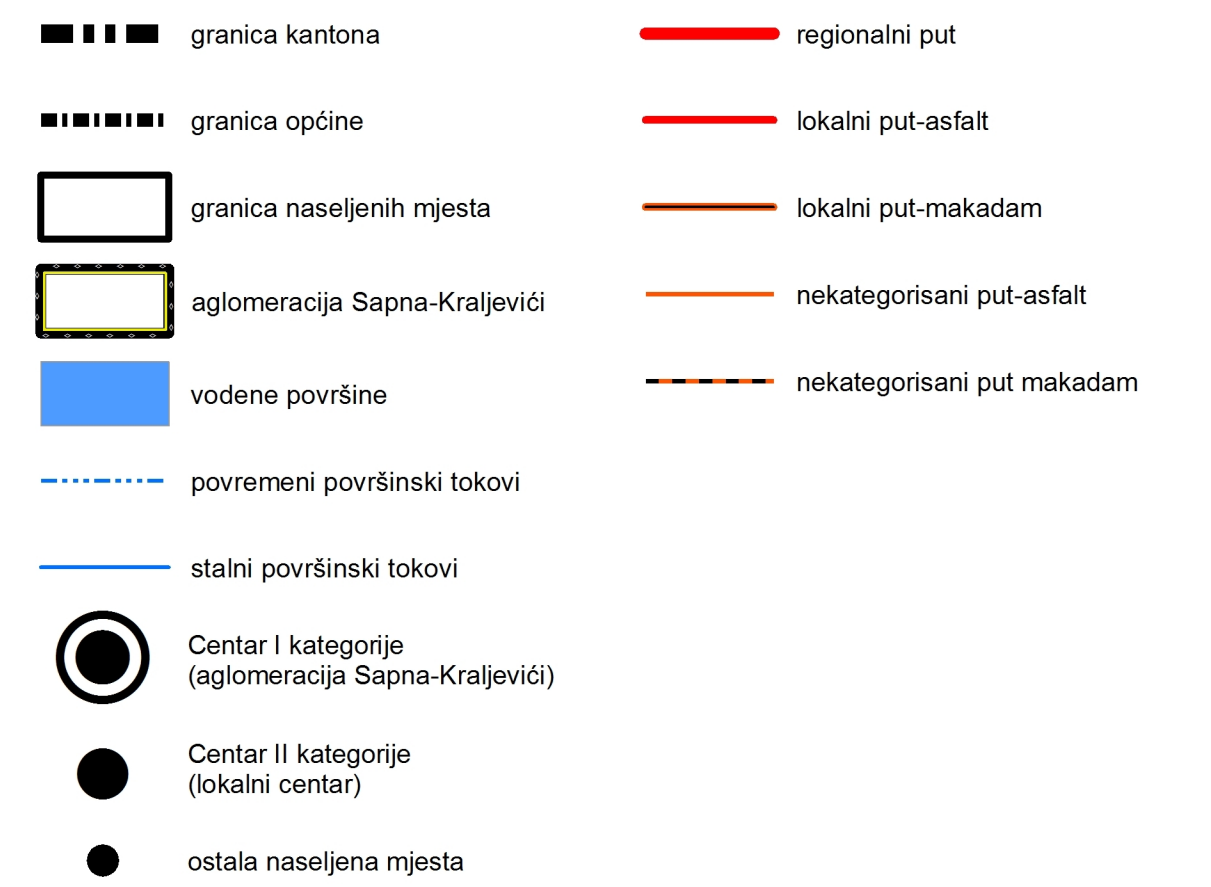 granica kantona
granica općine
granica naseljenih mjesta
aglomeracija Sapna-Kraljevići
vodene površine
povremeni površinski tokovi
stalni površinski tokovi
Centar I kategorije
(aglomeracija Sapna-Kraljevići)
Centar II kategorije
(lokalni centar)
ostala naseljena mjesta
regionalni put
lokalni put-asfalt
lokalni put-makadam
nekategorisani put-asfalt
nekategorisani put makadam